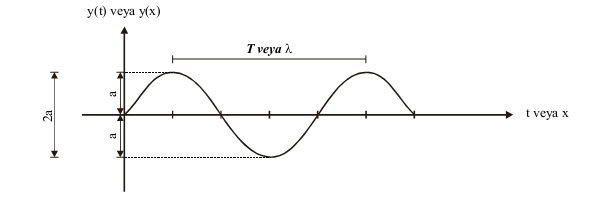 y(t) veya y(x)
T veya λ
a
2a
a
t veya x